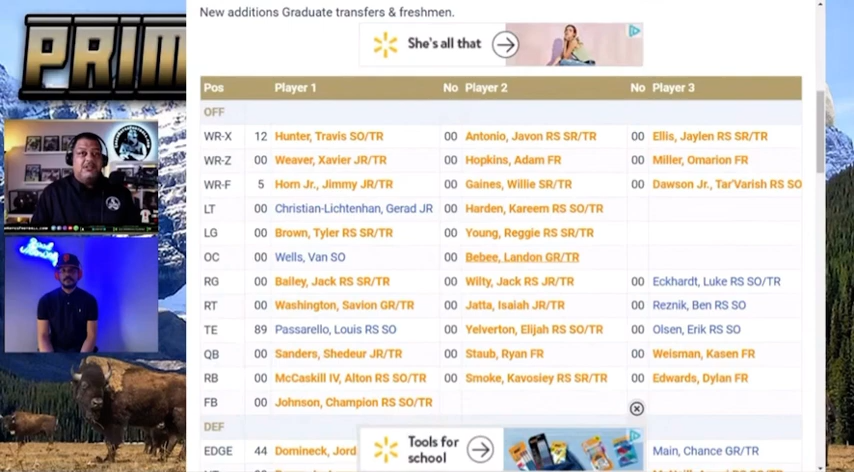 New additions Graduate transfers & freshmen.
She's all that
PRIM
Pos Player 1 No Player 2 No Player 3
OFF
WR-X 12 Hunter, Travis SO/TR 00 Antonio, Javon RS SR/TR 00 Ellis, Jaylen RS SR/TR
WR-Z 00 Weaver, Xavier JR/TR 00 Hopkins, Adam FR 00 Miller, Omarion FR
WR-F 5 Horn Jr., Jimmy JR/TR 00 Gaines, Willie SR/TR 00 Dawson Jr., Tar'Varish RS SO
LT 00 Christian-Lichtenhan, Gerad JR 00 Harden, Kareem RS SO/TR
LG 00 Brown, Tyler RS SR/TR 00 Young, Reggie RS SR/TR
OC 00 Wells, Van SO 00 Bebee, Landon GR/TR
RG 00 Bailey, Jack RS SR/TR 00 Wilty, Jack RS JR/TR 00 Eckhardt, Luke RS SO/TR
RT 00 Washington, Savion GR/TR 00 Jatta, Isaiah JR/TR 00 Reznik, Ben RS SO
TE 89 Passarello, Louis RS SO 00 Yelverton, Elijah RS SO/TR 00 Olsen, Erik RS SO
QB 00 Sanders, Shedeur JR/TR 00 Staub, Ryan FR 00 Weisman, Kasen FR
RB 00 McCaskill IV, Alton RS SO/TR 00 Smoke, Kavosiey RS SR/TR 00 Edwards, Dylan FR
FB 00 Johnson, Champion RS SO/TR
DEF
EDGE 44 Domineck, Jord Main, Chance GR/TR
Tools for
school